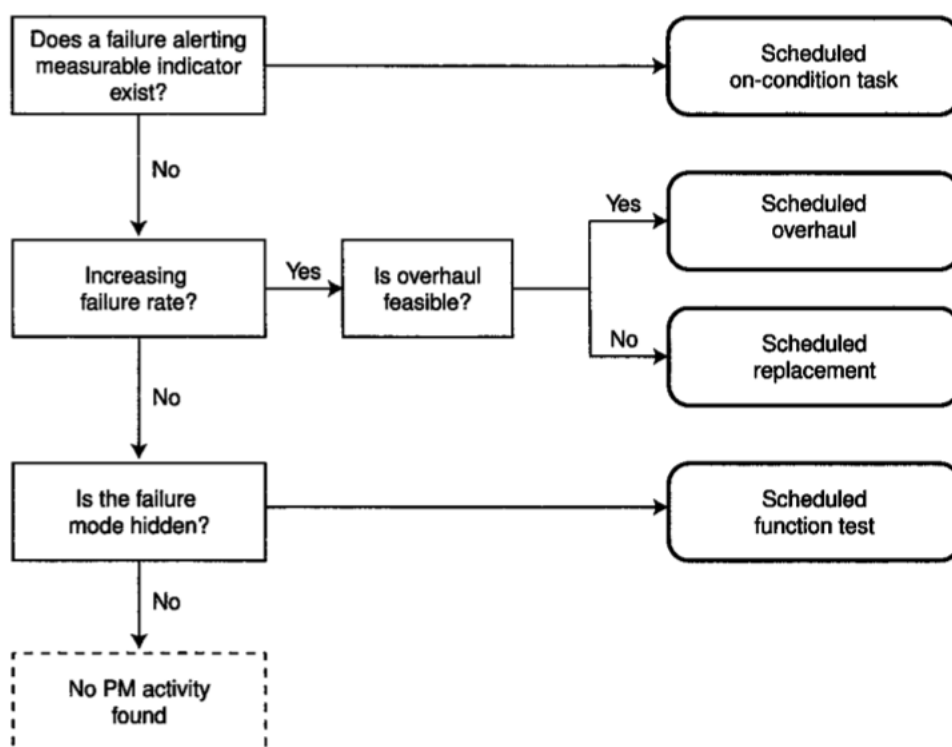 Does a failure alerting
measurable indicator
exist?
Scheduled
on-condition task
No
Increasing
failure rate?
Yes
Is overhaul
feasible?
Yes
Scheduled
overhaul
No
Scheduled
replacement
No
Is the failure
mode hidden?
Scheduled
function test
No
No PM activity
found